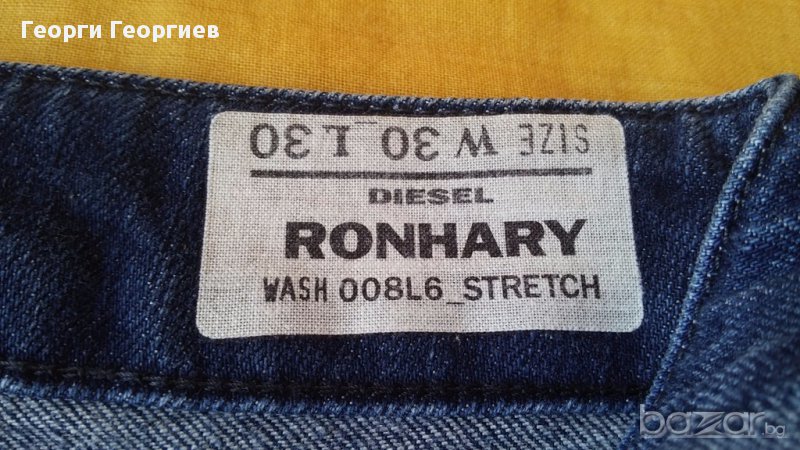 Георги Георгиев
SIZE W 30 L 30
DIESEL
RONHARY
WASH 008L6_STRETCH
bazar.bg